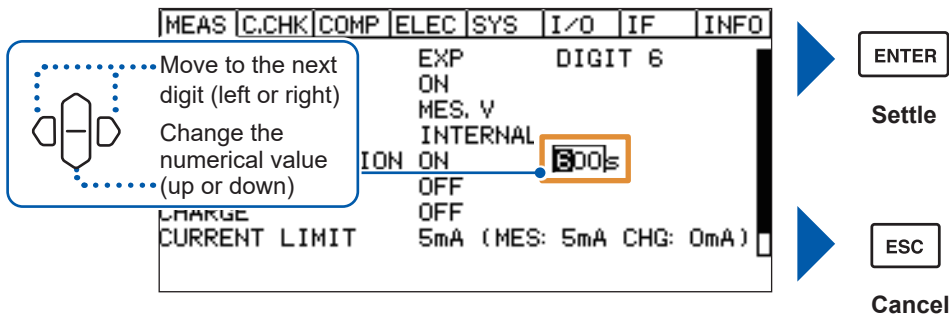 MEAS C.CHK COMP ELEC SYS I/O IF INFO
Move to the next
digit (left or right)
Change the
numerical value
(up or down)
EXP DIGIT 6
ON
MES. V
INTERNAL
ION ON 600s
OFF
CHARGE OFF
CURRENT LIMIT 5mA (MES: 5mA CHG: 0mA)
ENTER
Settle
ESC
Cancel